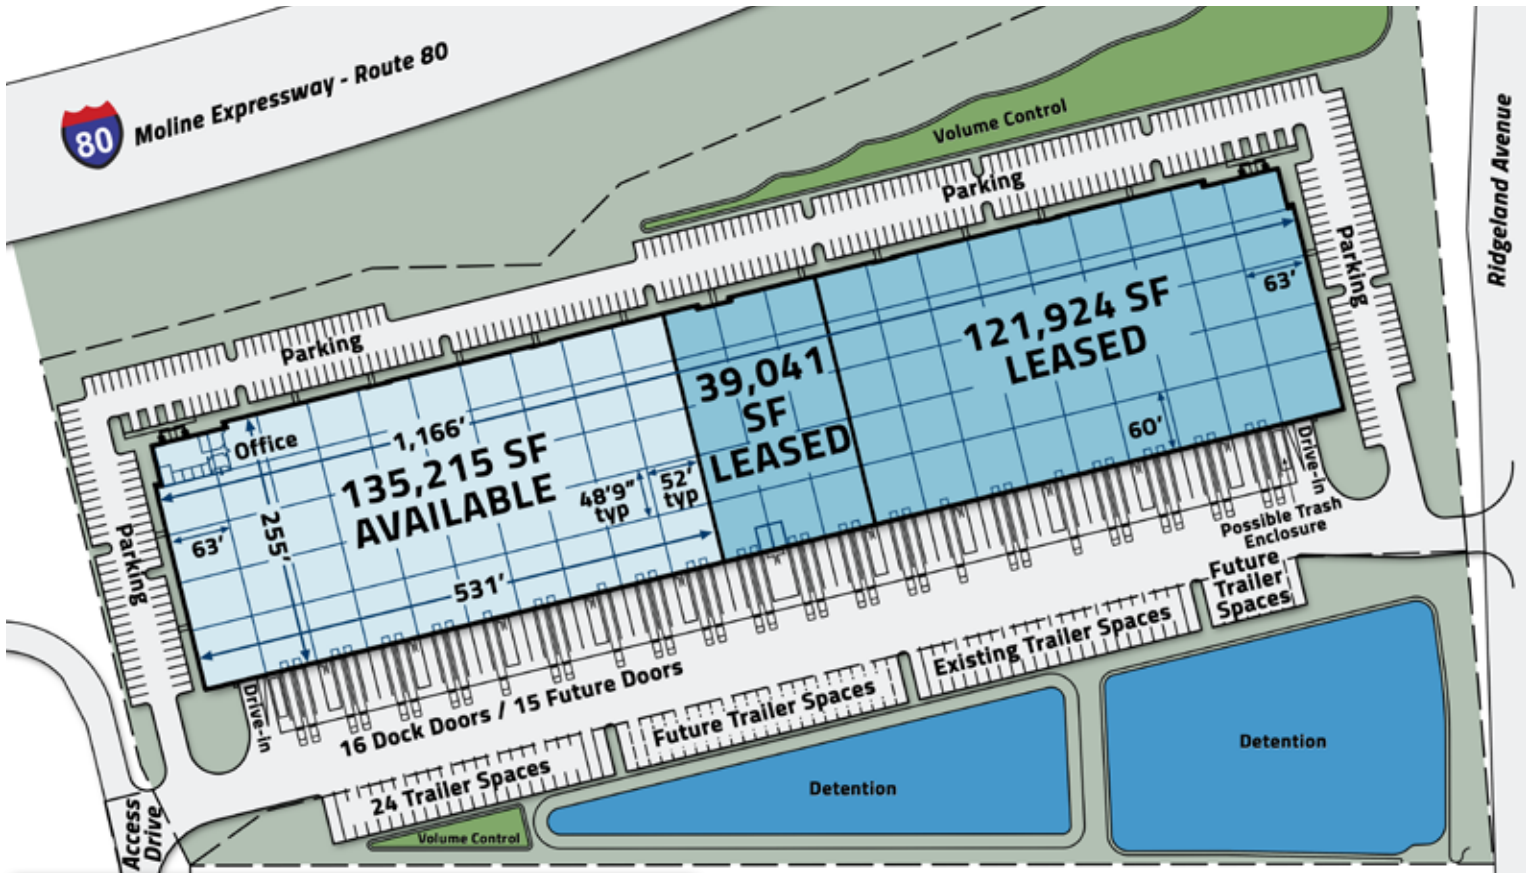 80
Moline Expressway - Route 80
Volume Control
Ridgeland Avenue
Parking
Parking
Parking
Parking
Office
1,166'
135,215 SF
AVAILABLE
39,041
SF
LEASED
121,924 SF
LEASED
63'
60'
48'9"
typ
52'
typ
63'
255'
531'
Drive-in
Drive-in
Possible Trash
Enclosure
16 Dock Doors / 15 Future Doors
24 Trailer Spaces
Future Trailer Spaces
Existing Trailer Spaces
Future
Trailer
Spaces
Detention
Detention
Volume Control
Access
Drive